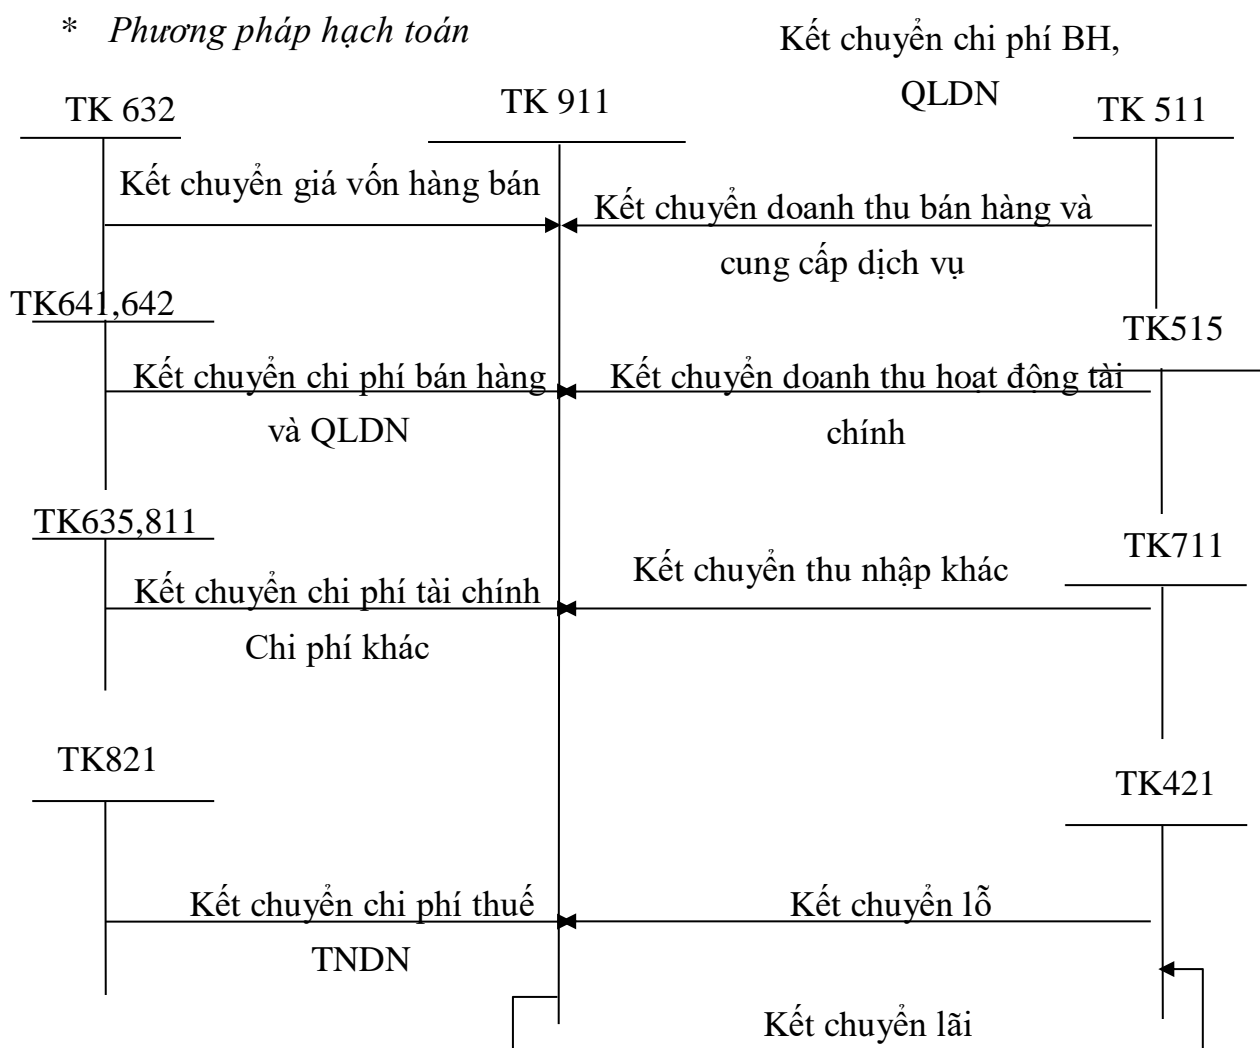 * Phương pháp hạch toán
Kết chuyển chi phí BH,
QLDN
TK 632
TK 911
TK 511
Kết chuyển giá vốn hàng bán
Kết chuyển doanh thu bán hàng và
cung cấp dịch vụ
TK641,642
TK515
Kết chuyển chi phí bán hàng
và QLDN
Kết chuyển doanh thu hoạt động tài
chính
TK635,811
TK711
Kết chuyển chi phí tài chính
Chi phí khác
Kết chuyển thu nhập khác
TK821
TK421
Kết chuyển chi phí thuế
TNDN
Kết chuyển lỗ
Kết chuyển lãi